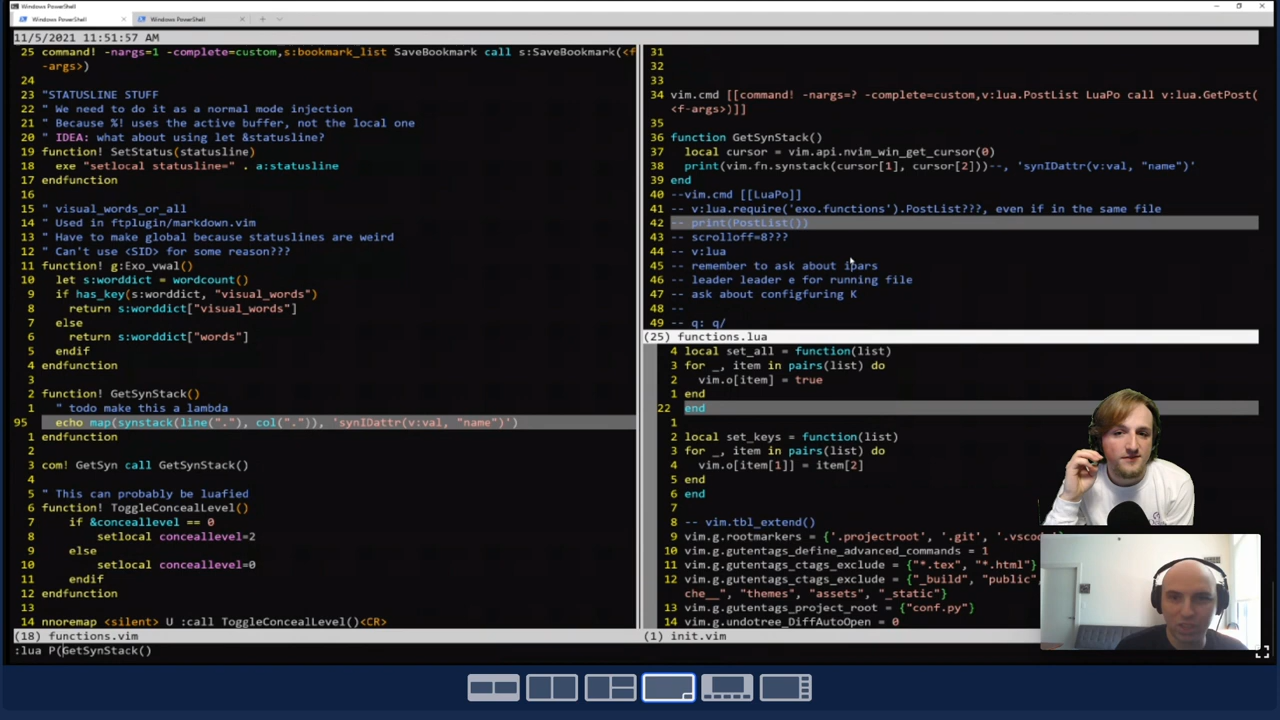 Windows PowerShell
Windows PowerShell
Windows PowerShell
11/5/2021 11:51:57 AM
25 command! -nargs=1 -complete=custom,s:bookmark_list SaveBookmark call s:SaveBookmark(<f
-args>)
24
23 "STATUSLINE STUFF
22 " We need to do it as a normal mode injection
21 " Because %! uses the active buffer, not the local one
20 " IDEA: what about using let &statusline?
19 function! SetStatus(statusline)
18 exe "setlocal statusline=" . a:statusline
17 endfunction
16
15 " visual_words_or_all
14 " Used in ftplugin/markdown.vim
13 " Have to make global because statuslines are weird
12 " Can't use <SID> for some reason???
11 function! g:Exo_vwal()
10 let s:worddict = wordcount()
9 if has_key(s:worddict, "visual_words")
8 return s:worddict["visual_words"]
7 else
6 return s:worddict["words"]
5 endif
4 endfunction
3
2 function! GetSynStack()
1 " todo make this a lambda
95 echo map(synstack(line("."), col(".")), 'synIDattr(v:val, "name")')
1 endfunction
2
3 com! GetSyn call GetSynStack()
4
5 " This can probably be luafied
6 function! ToggleConcealLevel()
7 if &conceallevel == 0
8 setlocal conceallevel=2
9 else
10 setlocal conceallevel=0
11 endif
12 endfunction
13
14 nnoremap <silent> U :call ToggleConcealLevel()<CR>
(18) functions.vim
:lua P(GetSynStack()
31
32
33
34 vim.cmd [[command! -nargs=? -complete=custom,v:lua.PostList LuaPo call v:lua.GetPost(
<f-args>)]]
35
36 function GetSynStack()
37 local cursor = vim.api.nvim_win_get_cursor(0)
38 print(vim.fn.synstack(cursor[1], cursor[2]))--, 'synIDattr(v:val, "name")'
39 end
40 --vim.cmd [[LuaPo]]
41 -- v:lua.require('exo.functions').PostList???, even if in the same file
42 -- print(PostList())
43 -- scrolloff=8???
44 -- v:lua
45 -- remember to ask about ipars
46 -- leader leader e for running file
47 -- ask about configfuring K
48 --
49 -- q: q/
(25) functions.lua
4 local set_all = function(list)
3 for _, item in pairs(list) do
2 vim.o[item] = true
1 end
22 end
1
2 local set_keys = function(list)
3 for _, item in pairs(list) do
4 vim.o[item[1]] = item[2]
5 end
6 end
7
8 -- vim.tbl_extend()
9 vim.g.rootmarkers = {'.projectroot', '.git', '.vscod
10 vim.g.gutentags_define_advanced_commands = 1
11 vim.g.gutentags_ctags_exclude = {"*.tex", "*.html"}
12 vim.g.gutentags_ctags_exclude = {"_build", "public",
che__", "themes", "assets", "_static"}
13 vim.g.gutentags_project_root = {"conf.py"}
14 vim.g.undotree_DiffAutoOpen = 0
(1) init.vim